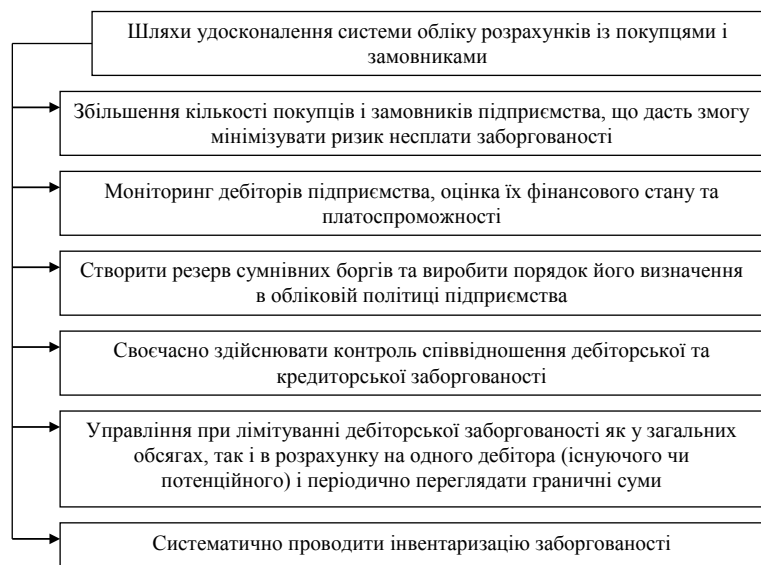 Шляхи удосконалення системи обліку розрахунків із покупцями і
замовниками
Збільшення кількості покупців і замовників підприємства, що дасть змогу
мінімізувати ризик несплати заборгованості
Моніторинг дебіторів підприємства, оцінка їх фінансового стану та
платоспроможності
Створити резерв сумнівних боргів та виробити порядок його визначення
в обліковій політиці підприємства
Своєчасно здійснювати контроль співвідношення дебіторської та
кредиторської заборгованості
Управління при лімітуванні дебіторської заборгованості як у загальних
обсягах, так і в розрахунку на одного дебітора (існуючого чи
потенційного) і періодично переглядати граничні суми
Систематично проводити інвентаризацію заборгованості